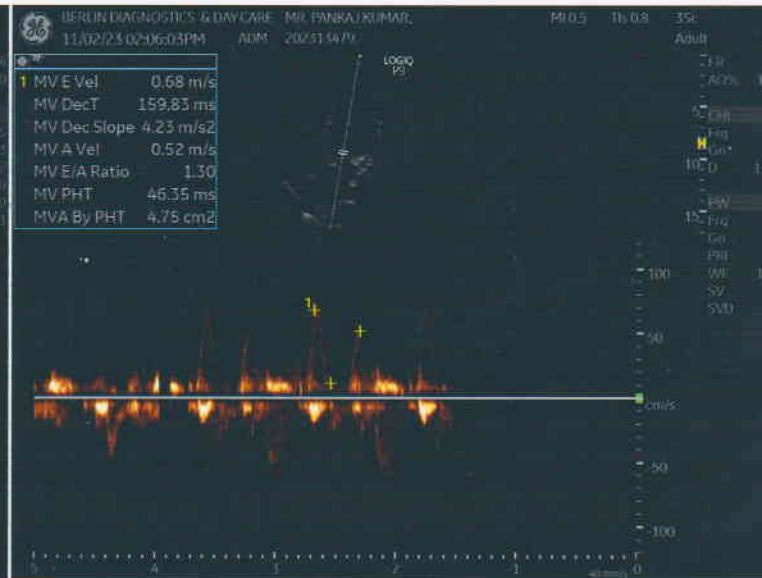 BERLIN DIAGNOSTICS & DAY CARE MR. PANKAJ KUMAR, MI 0.5 TIs 0.8 3Sc
11/02/23 02:06:03PM ADM 202313479 Adult
LOGIQ
P9
1 MV E Vel 0.68 m/s
MV DecT 159.83 ms
MV Dec Slope 4.23 m/s2
MV A Vel 0.52 m/s
MV E/A Ratio 1.30
MV PHT 46.35 ms
MVA By PHT 4.75 cm2
FR
AO%
CHI
Frq
Gn
D
PW
Frq
Gn
PRF
WF
SV
SVD
5
10
15
1
100
50
cm/s
-50
-100
-4 -3 -2 -1 0